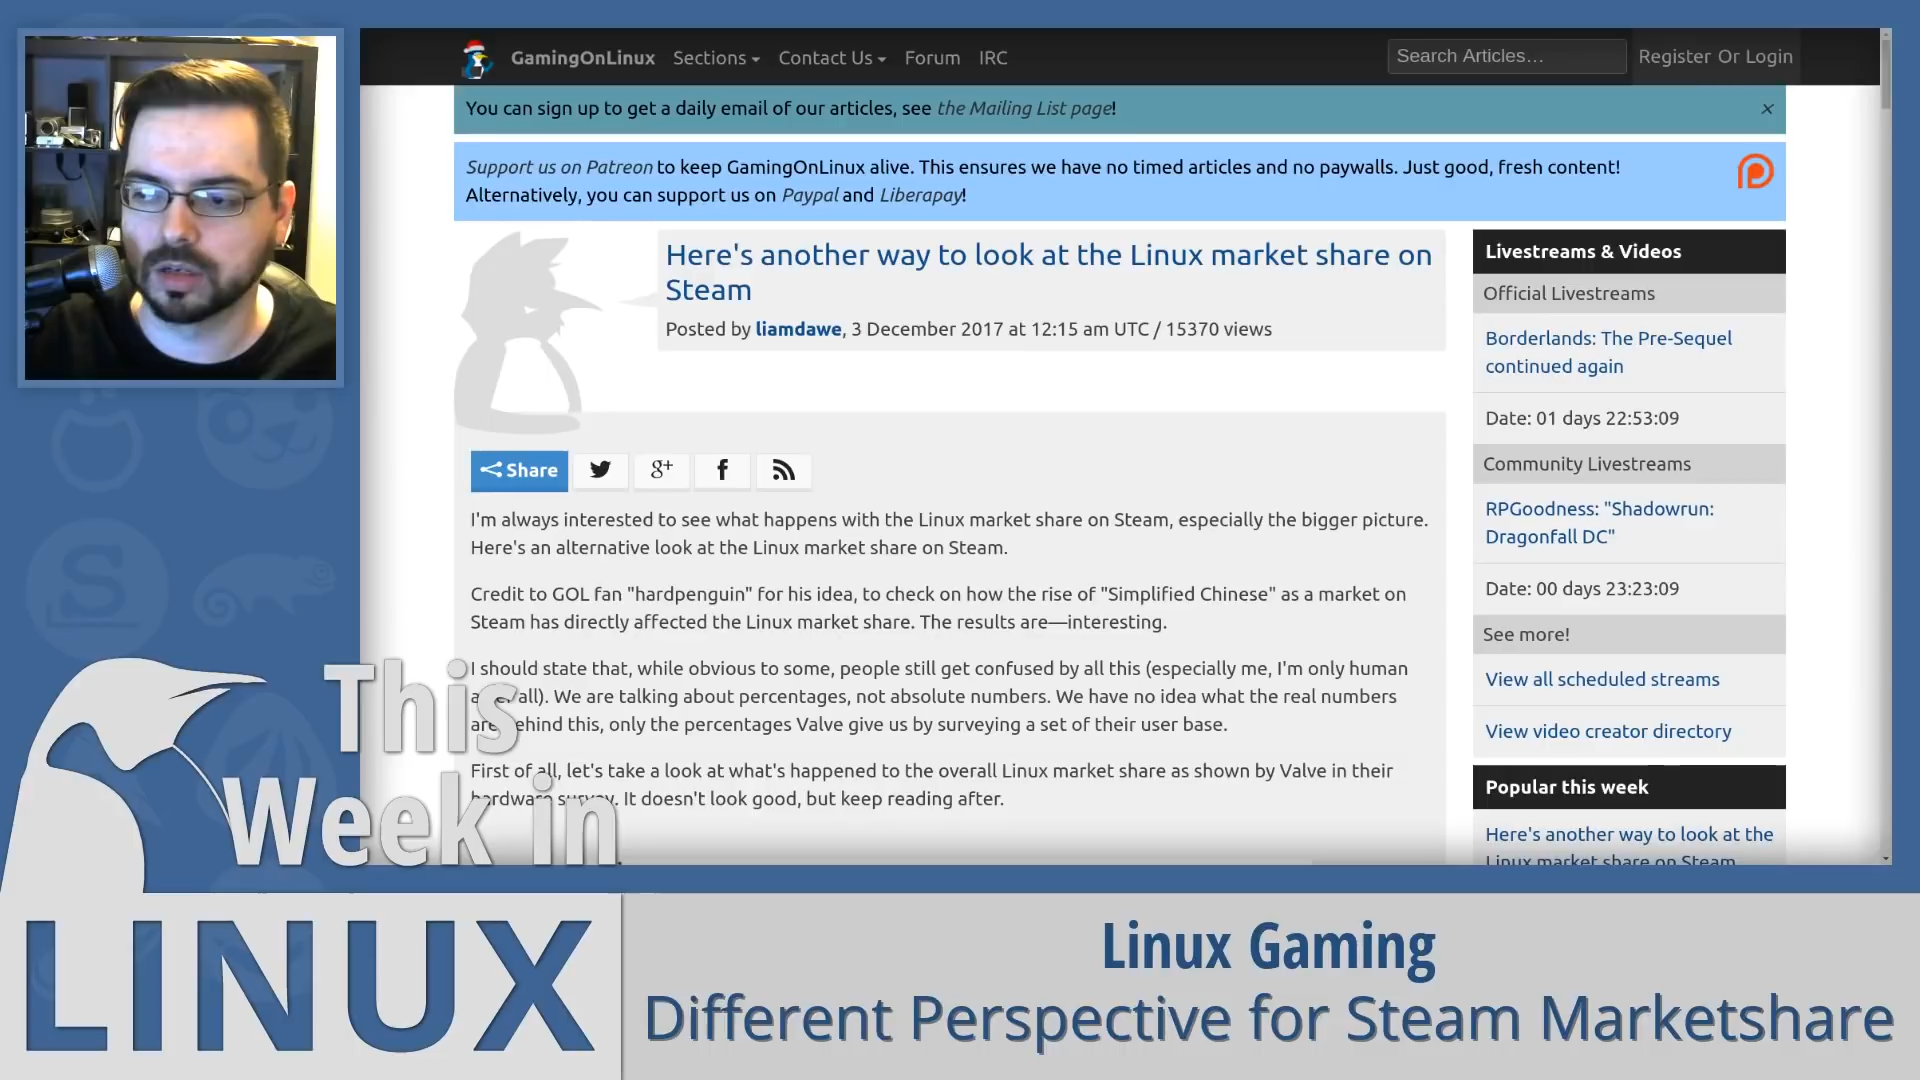 GamingOnLinux Sections Contact Us Forum IRC Search Articles... Register Or Login
You can sign up to get a daily email of our articles, see the Mailing List page! ×
Support us on Patreon to keep GamingOnLinux alive. This ensures we have no timed articles and no paywalls. Just good, fresh content!
Alternatively, you can support us on Paypal and Liberapay!
Here's another way to look at the Linux market share on
Steam
Posted by liamdawe, 3 December 2017 at 12:15 am UTC / 15370 views
Share g+ f
I'm always interested to see what happens with the Linux market share on Steam, especially the bigger picture.
Here's an alternative look at the Linux market share on Steam.
Credit to GOL fan "hardpenguin" for his idea, to check on how the rise of "Simplified Chinese" as a market on
Steam has directly affected the Linux market share. The results are—interesting.
I should state that, while obvious to some, people still get confused by all this (especially me, I'm only human
all). We are talking about percentages, not absolute numbers. We have no idea what the real numbers
behind this, only the percentages Valve give us by surveying a set of their user base.
First of all, let's take a look at what's happened to the overall Linux market share as shown by Valve in their
hardware survey. It doesn't look good, but keep reading after.
Livestreams & Videos
Official Livestreams
Borderlands: The Pre-Sequel
continued again
Date: 01 days 22:53:09
Community Livestreams
RPGoodness: "Shadowrun:
Dragonfall DC"
Date: 00 days 23:23:09
See more!
View all scheduled streams
View video creator directory
Popular this week
Here's another way to look at the
Linux market share on Steam
This
Week in
LINUX
Linux Gaming
Different Perspective for Steam Marketshare